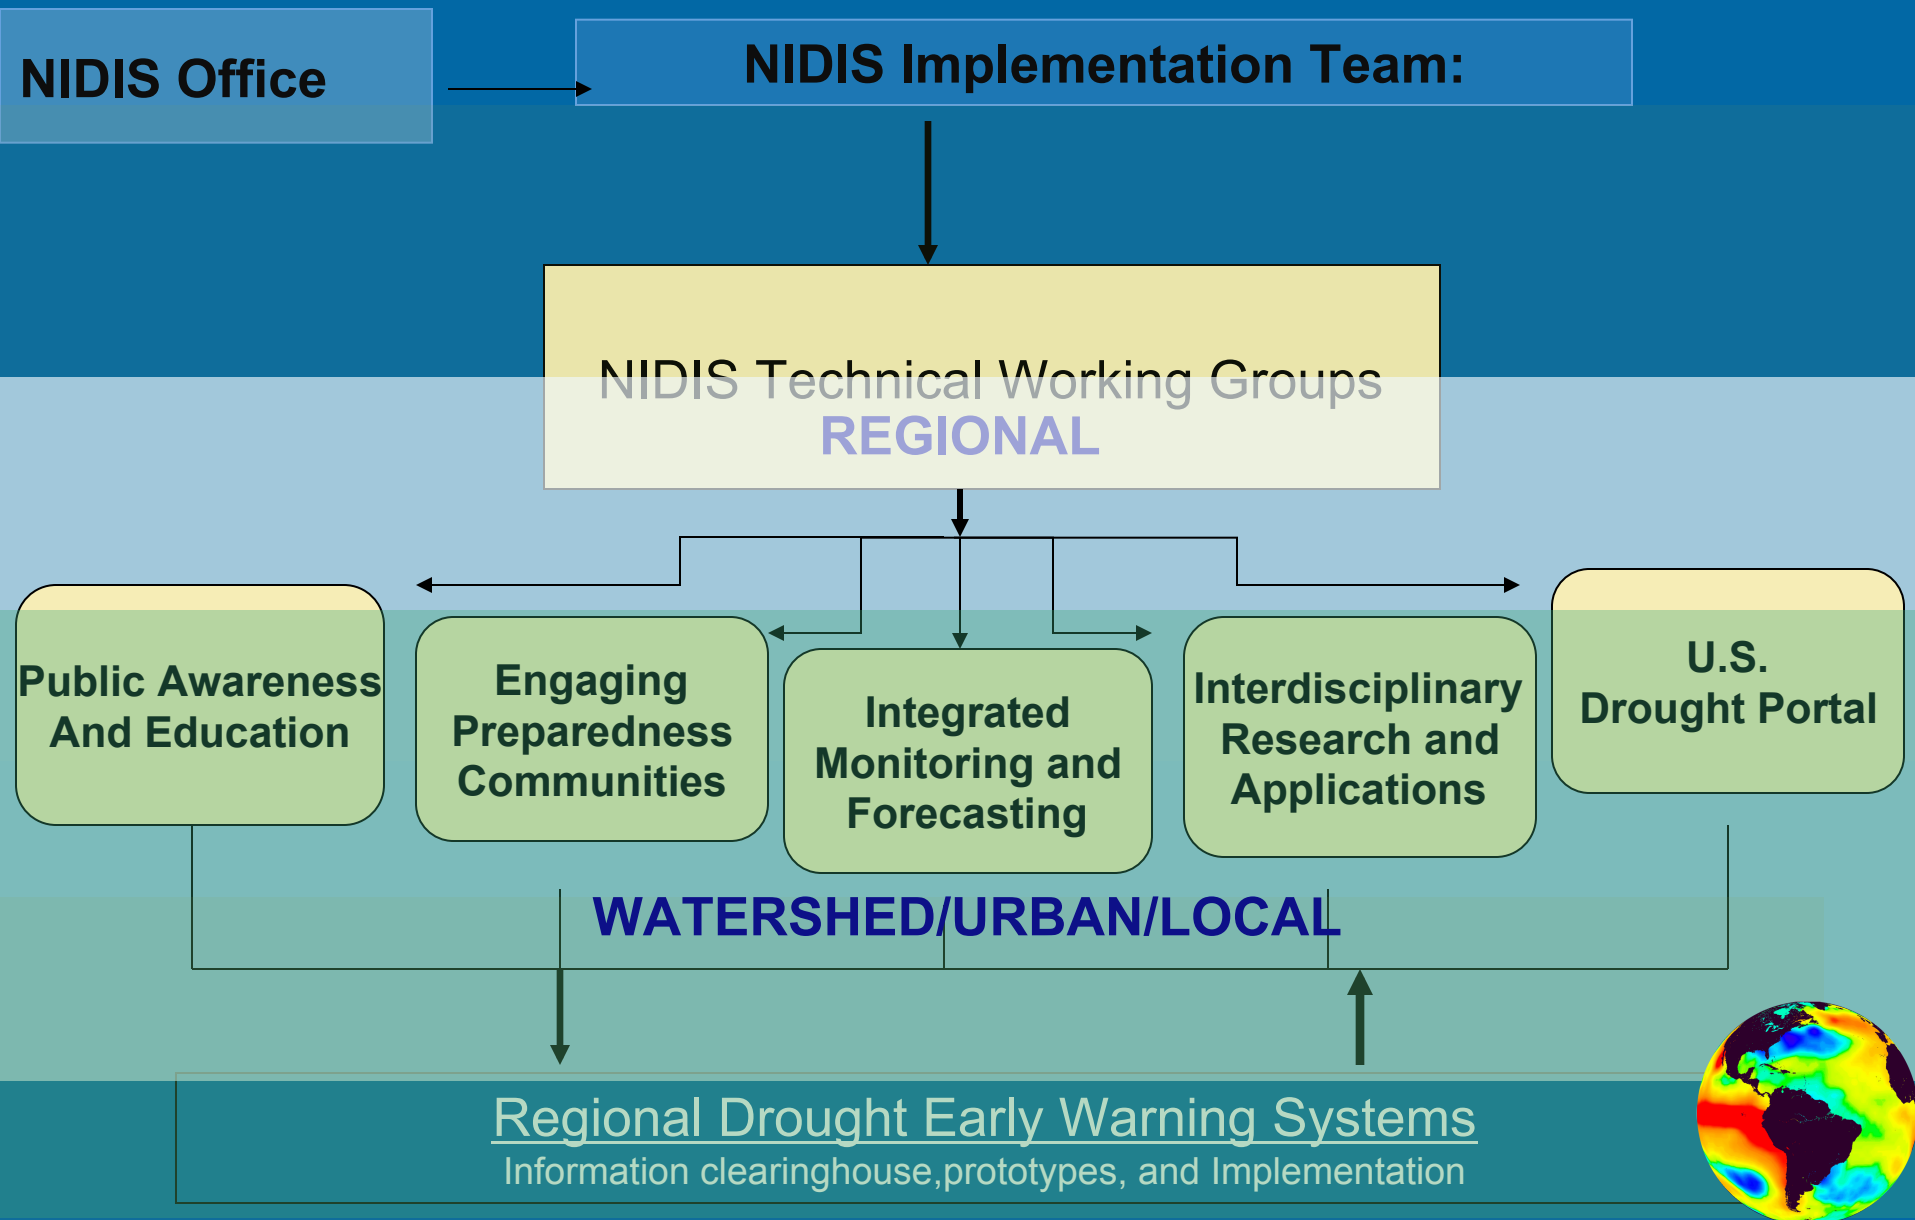 NIDIS Office
NIDIS Implementation Team:
NIDIS Technical Working Groups
REGIONAL
Public Awareness
And Education
Engaging
Preparedness
Communities
Integrated
Monitoring and
Forecasting
Interdisciplinary
Research and
Applications
U.S.
Drought Portal
WATERSHED/URBAN/LOCAL
Regional Drought Early Warning Systems
Information clearinghouse,prototypes, and Implementation